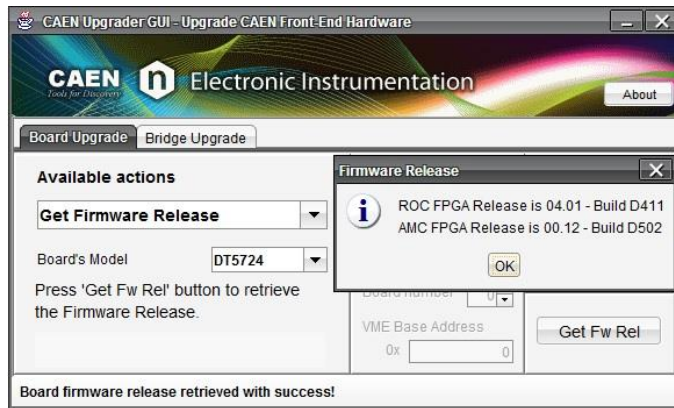 CAEN Upgrader GUI - Upgrade CAEN Front-End Hardware
CAEN n Electronic Instrumentation
Tools for Discovery
About
Board Upgrade
Bridge Upgrade
Available actions
Get Firmware Release
Board's Model
DT5724
Press 'Get Fw Rel' button to retrieve
the Firmware Release.
Firmware Release
i
ROC FPGA Release is 04.01 - Build D411
AMC FPGA Release is 00.12 - Build D502
OK
Board number
0
VME Base Address
0x
0
Get Fw Rel
Board firmware release retrieved with success!